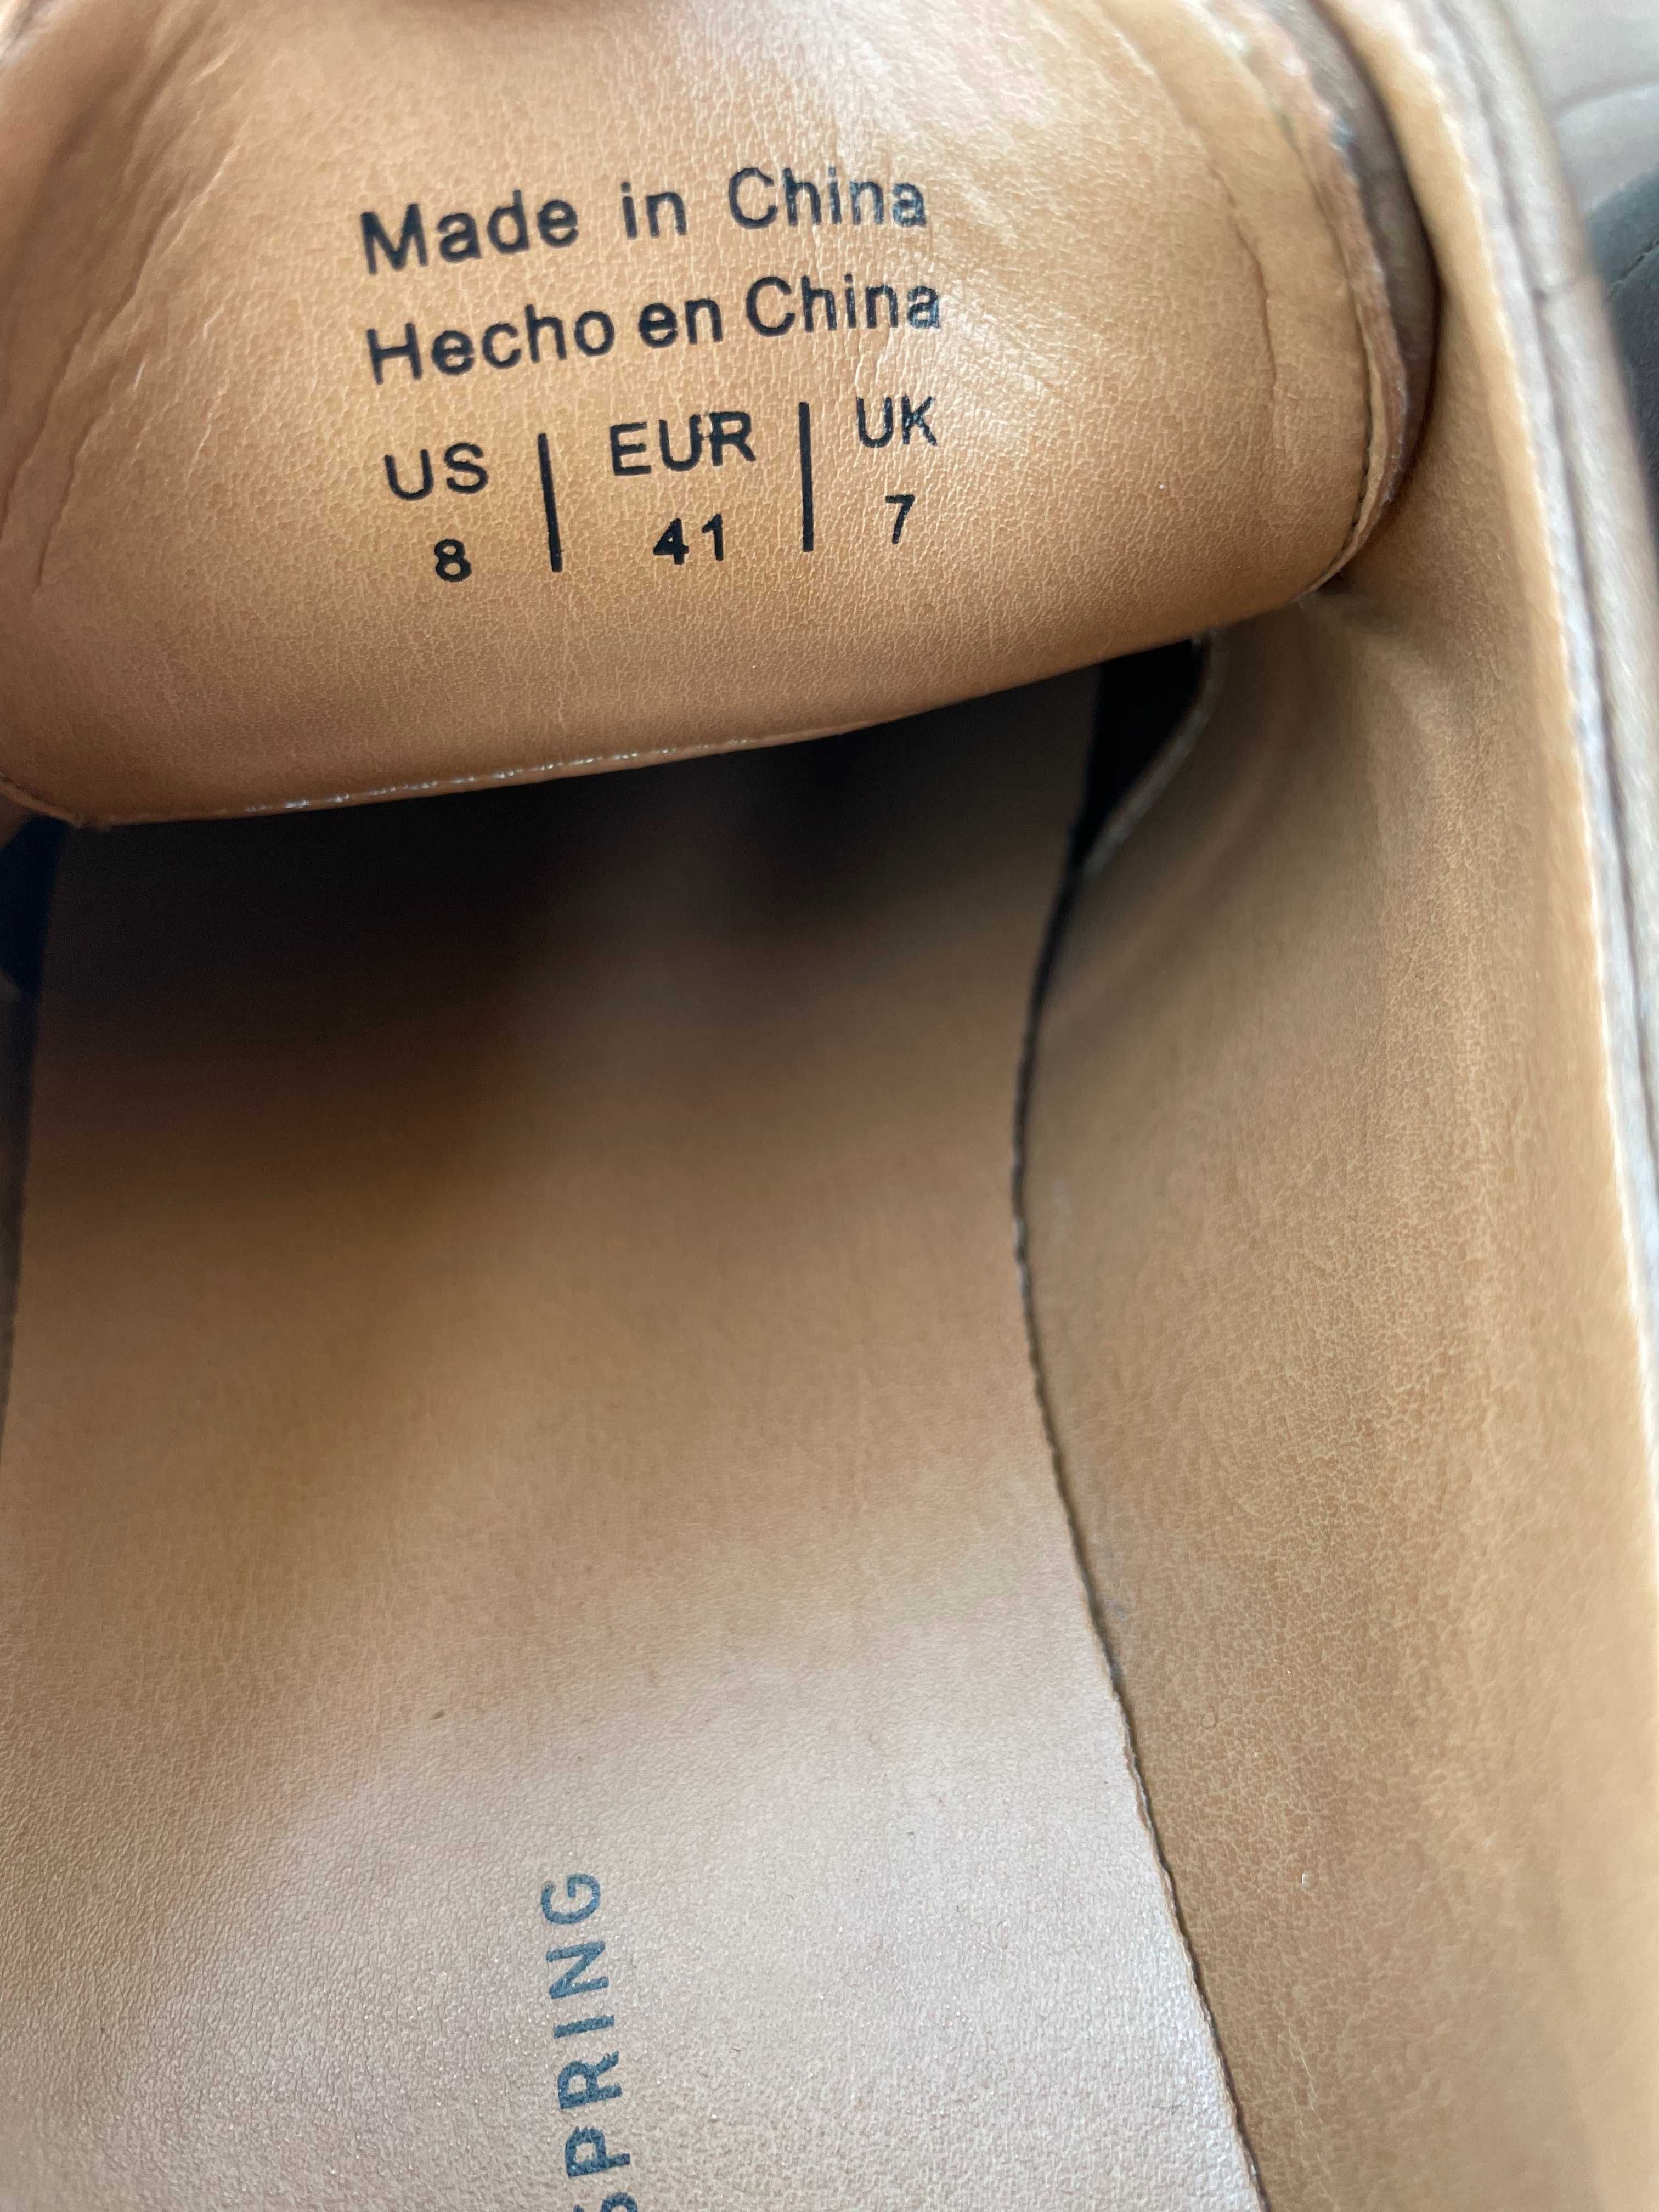 Made in China
Hecho en China
US | EUR | UK
8 | 41 | 7
SPRING